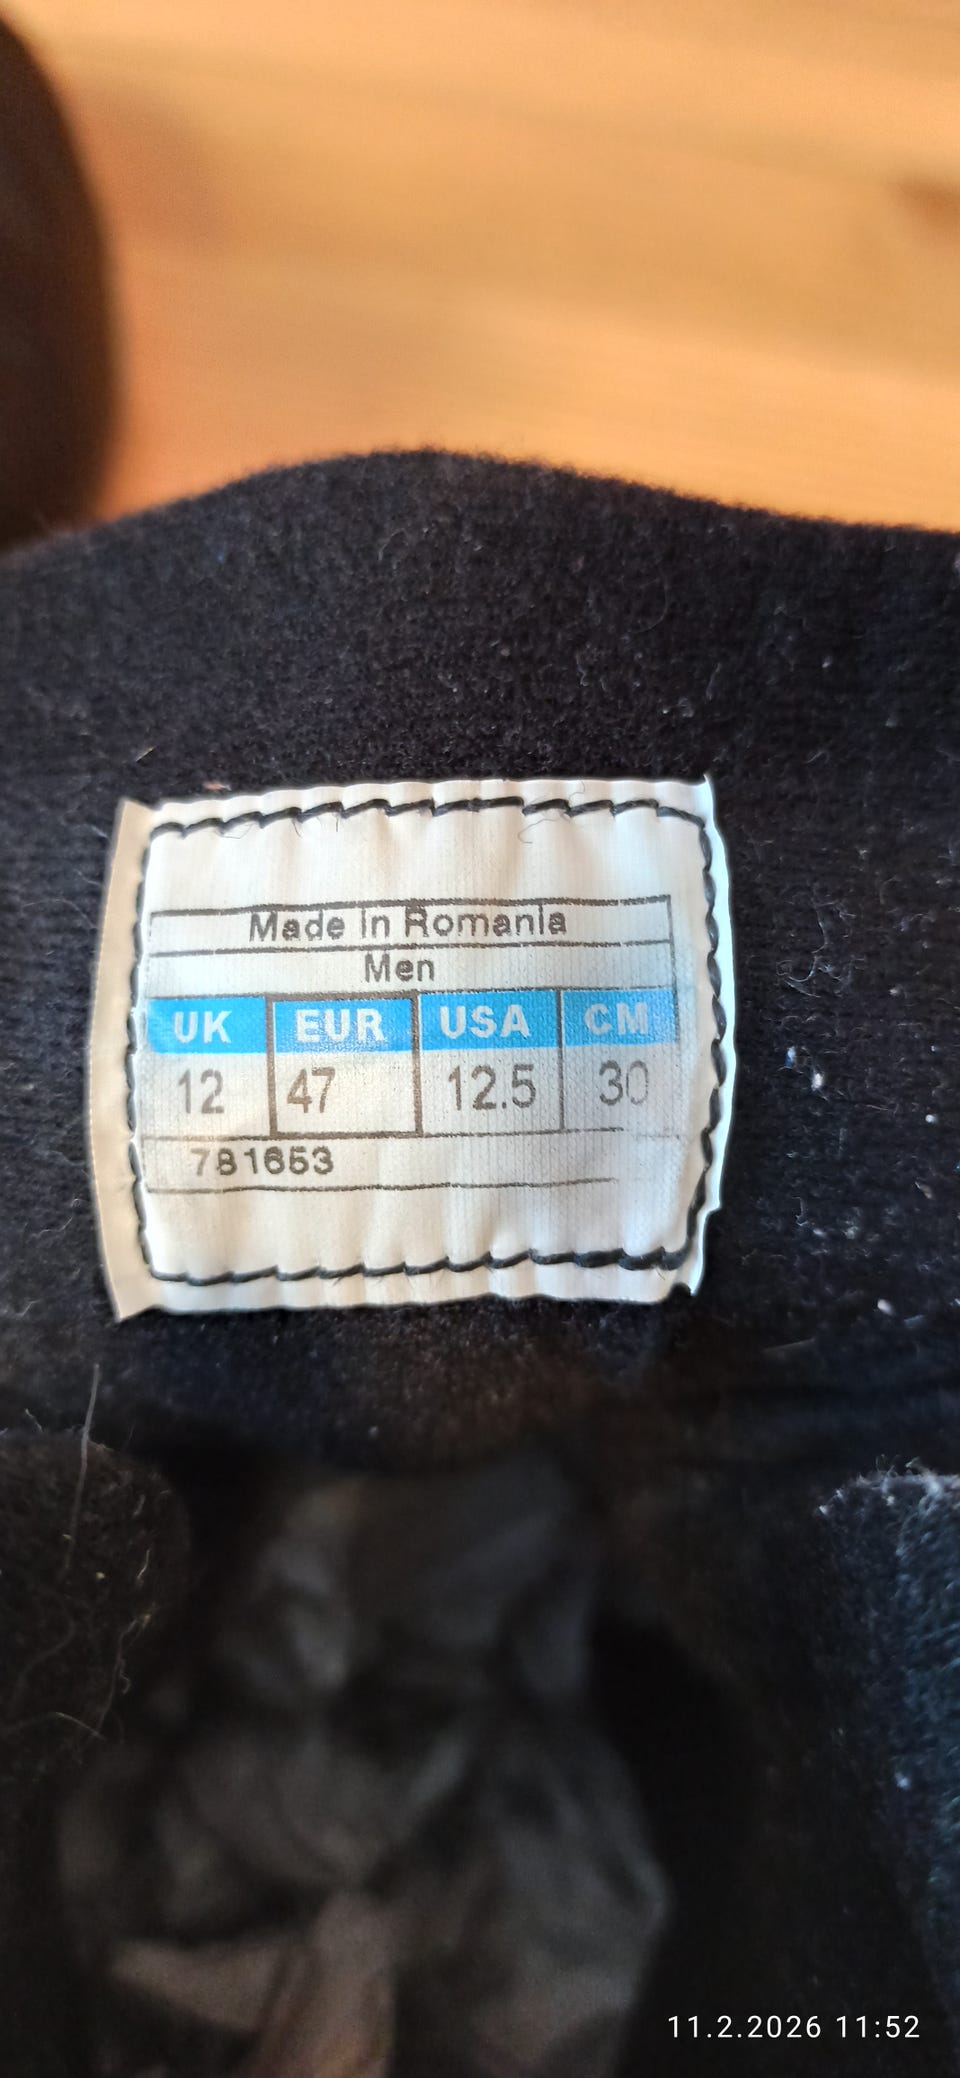 Made in Romania
Men
UK EUR USA CM
12 47 12.5 30
781653
11.2.2026 11:52